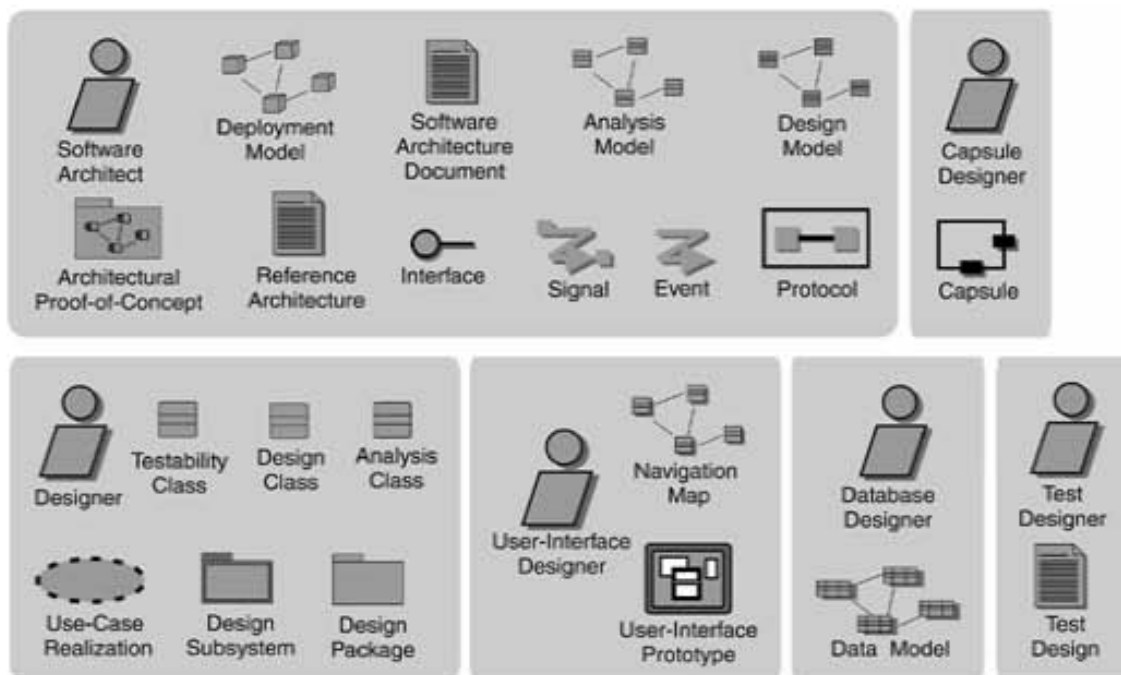 Software
Architect
Deployment
Model
Software
Architecture
Document
Analysis
Model
Design
Model
Capsule
Designer
Architectural
Proof-of-Concept
Reference
Architecture
Interface
Signal
Event
Protocol
Capsule
Designer
Testability
Class
Design
Class
Analysis
Class
User-Interface
Designer
Navigation
Map
Database
Designer
Test
Designer
Use-Case
Realization
Design
Subsystem
Design
Package
User-Interface
Prototype
Data Model
Test
Design